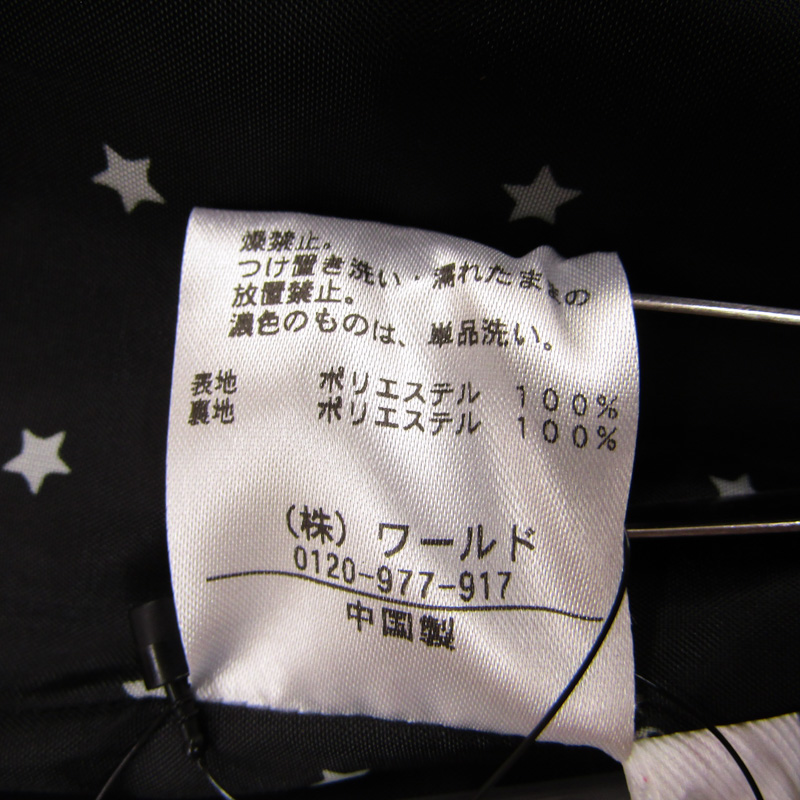 燥禁止。
つけ置き洗い・濡れたままの
放置禁止。
濃色のものは、単品洗い。
表地 ポリエステル 100%
裏地 ポリエステル 100%
(株) ワールド
0120-977-917
中国製